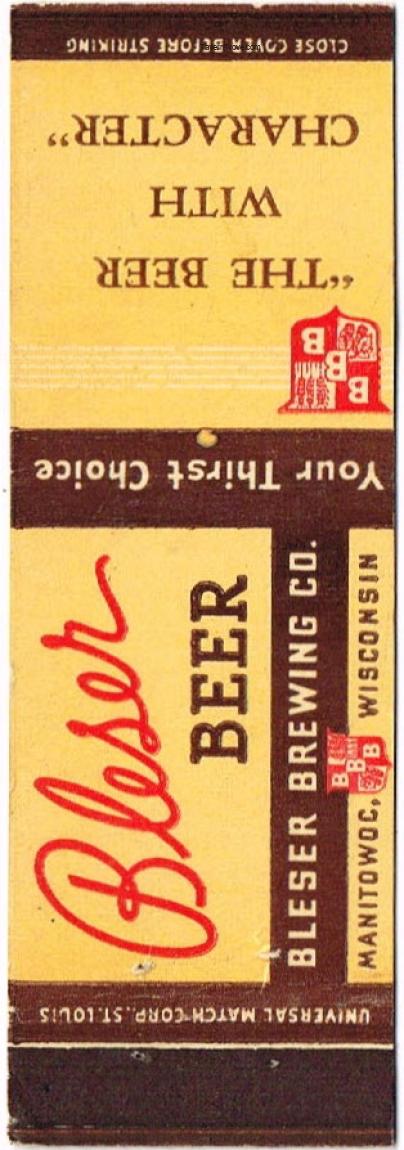 CLOSE COVER BEFORE STRIKING
"THE BEER
WITH
CHARACTER"
B B B
Your Thirst Choice
Bleser
BEER
BLESER BREWING CO.
MANITOWOC, WISCONSIN
B B B
UNIVERSAL MATCH CORP. ST. LOUIS